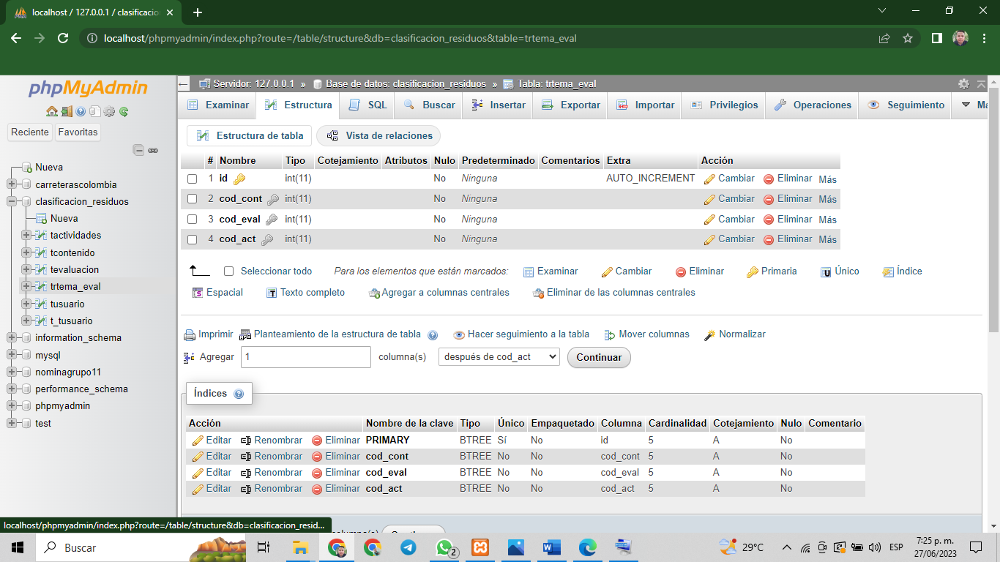 localhost / 127.0.0.1 / clasificacio
localhost/phpmyadmin/index.php?route=/table/structure&db=clasificacion_residuos&table=trtema_eval
phpMyAdmin
Reciente Favoritas
Nueva
carreterascolombia
clasificacion_residuos
Nueva
tactividades
tcontenido
tevaluacion
trtema_eval
tusuario
t_tusuario
information_schema
mysql
nominagrupo11
performance_schema
phpmyadmin
test
Servidor: 127.0.0.1 » Base de datos: clasificacion_residuos » Tabla: trtema_eval
Examinar Estructura SQL Buscar Insertar Exportar Importar Privilegios Operaciones Seguimiento Má
Estructura de tabla Vista de relaciones
# Nombre Tipo Cotejamiento Atributos Nulo Predeterminado Comentarios Extra Acción
1 id int(11) No Ninguna AUTO_INCREMENT Cambiar Eliminar Más
2 cod_cont int(11) No Ninguna Cambiar Eliminar Más
3 cod_eval int(11) No Ninguna Cambiar Eliminar Más
4 cod_act int(11) No Ninguna Cambiar Eliminar Más
Seleccionar todo Para los elementos que están marcados: Examinar Cambiar Eliminar Primaria Único Índice
Espacial Texto completo Agregar a columnas centrales Eliminar de las columnas centrales
Imprimir Planteamiento de la estructura de tabla Hacer seguimiento a la tabla Mover columnas Normalizar
Agregar 1 columna(s) después de cod_act Continuar
Índices
Acción Nombre de la clave Tipo Único Empaquetado Columna Cardinalidad Cotejamiento Nulo Comentario
Editar Renombrar Eliminar PRIMARY BTREE Sí No id 5 A No
Editar Renombrar Eliminar cod_cont BTREE No No cod_cont 5 A No
Editar Renombrar Eliminar cod_eval BTREE No No cod_eval 5 A No
Editar Renombrar Eliminar cod_act BTREE No No cod_act 5 A No
localhost/phpmyadmin/index.php?route=/table/structure&db=clasificacion_resid...
columna(s)
Buscar 2 29°C ESP 7:25 p. m.
27/06/2023